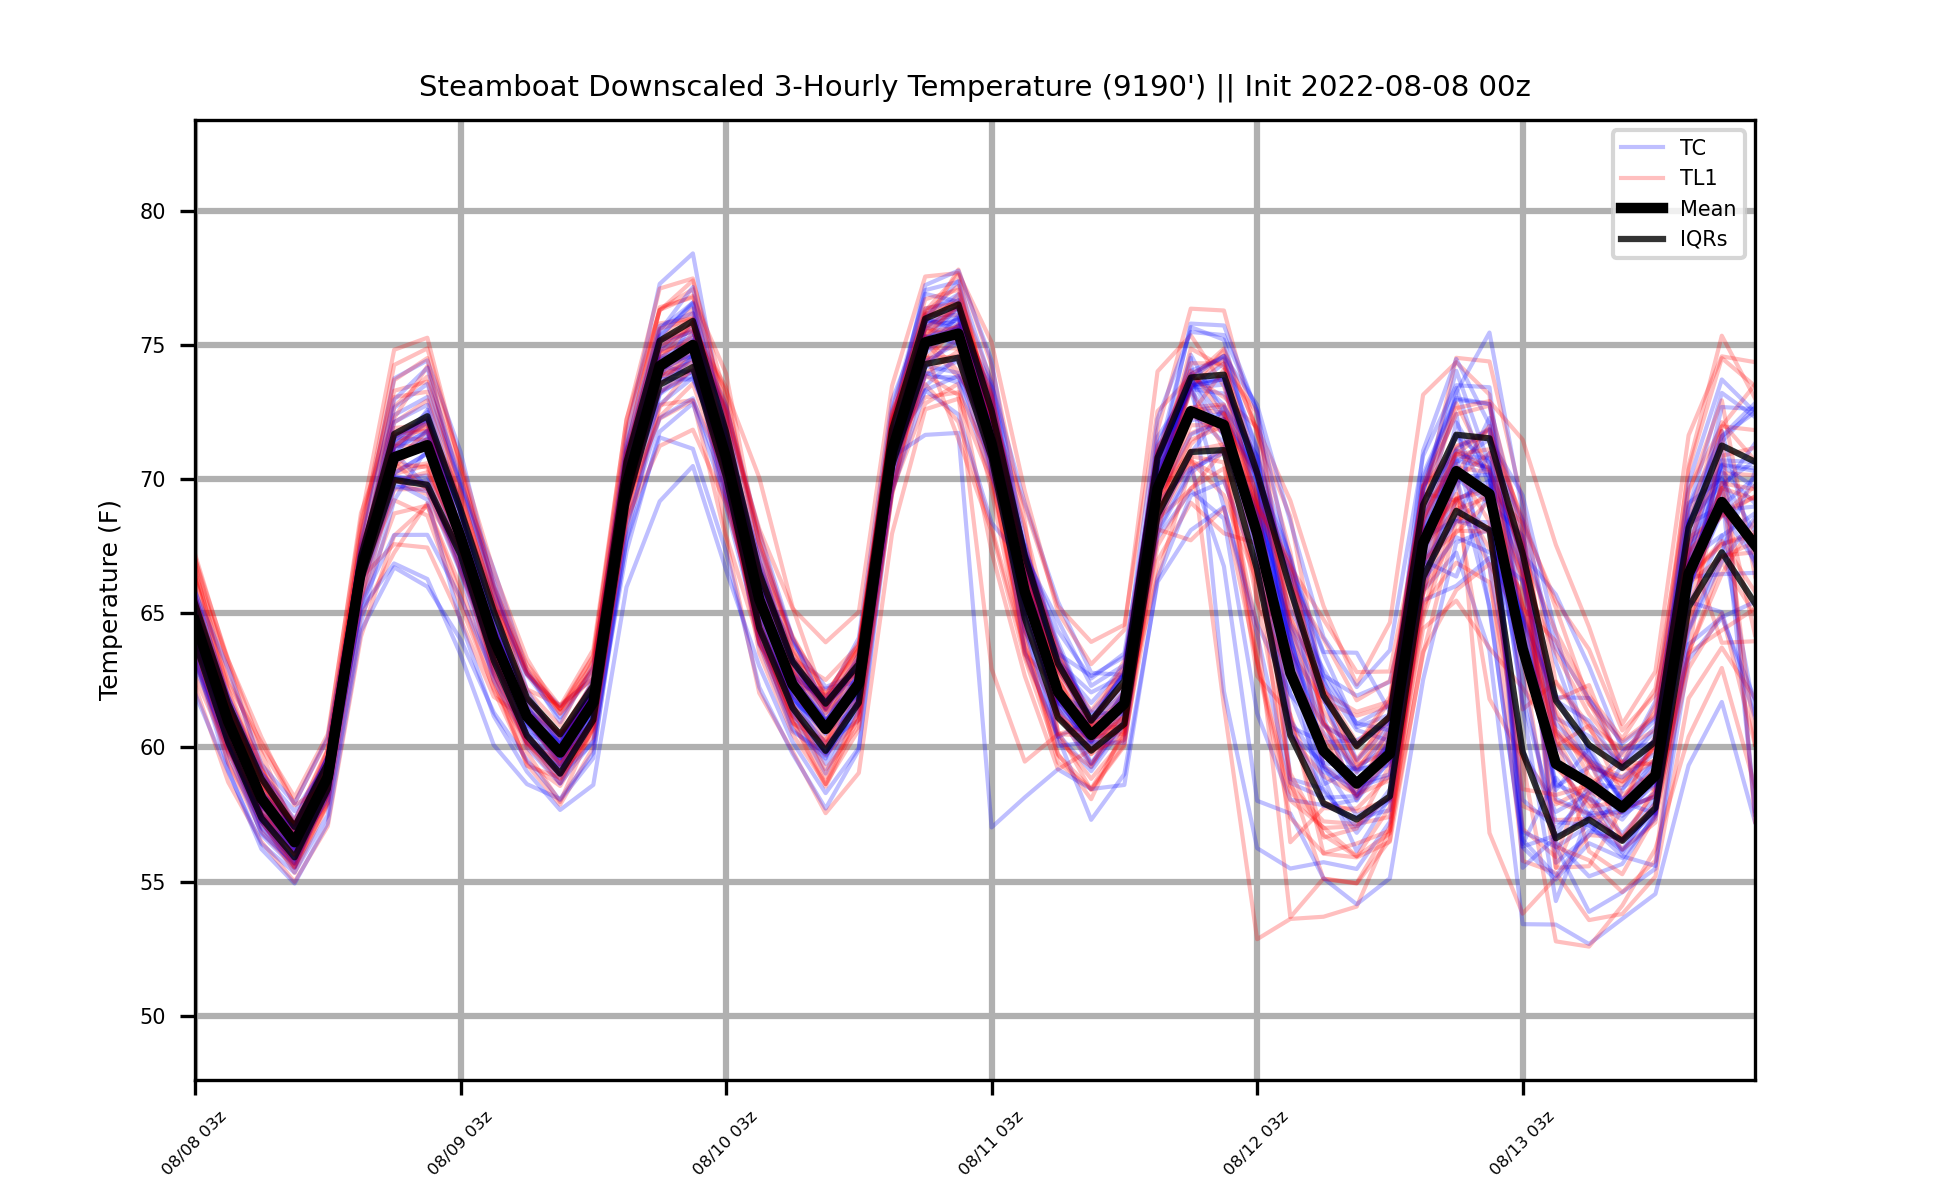 Steamboat Downscaled 3-Hourly Temperature (9190') || Init 2022-08-08 00z
TC
TL1
Mean
IQRs
Temperature (F)
80
75
70
65
60
55
50
08/08 03z
08/09 03z
08/10 03z
08/11 03z
08/12 03z
08/13 03z